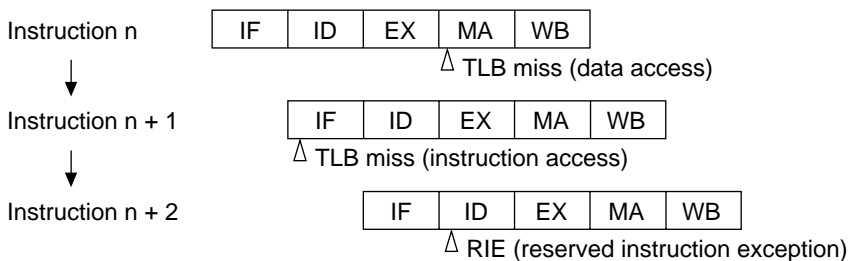 Instruction n IF ID EX MA WB
TLB miss (data access)
Instruction n + 1 IF ID EX MA WB
TLB miss (instruction access)
Instruction n + 2 IF ID EX MA WB
RIE (reserved instruction exception)